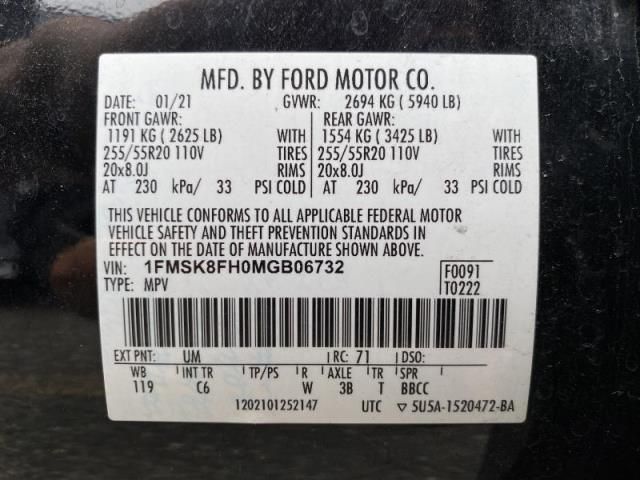 MFD. BY FORD MOTOR CO.
DATE: 01/21 GVWR: 2694 KG ( 5940 LB)
FRONT GAWR: REAR GAWR:
1191 KG ( 2625 LB) WITH 1554 KG ( 3425 LB) WITH
255/55R20 110V TIRES 255/55R20 110V TIRES
20x8.0J RIMS 20x8.0J RIMS
AT 230 kPa/ 33 PSI COLD AT 230 kPa/ 33 PSI COLD
THIS VEHICLE CONFORMS TO ALL APPLICABLE FEDERAL MOTOR
VEHICLE SAFETY AND THEFT PREVENTION STANDARDS IN
EFFECT ON THE DATE OF MANUFACTURE SHOWN ABOVE.
VIN: 1FMSK8FH0MGB06732 F0091
TYPE: MPV T0222
EXT PNT: UM RC: 71 DSO:
WB INT TR TP/PS R AXLE TR SPR
119 C6 W 3B T BBCC
1202101252147 UTC ▽ 5U5A-1520472-BA